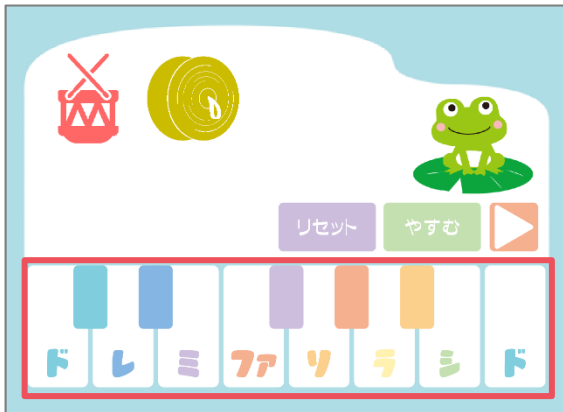 リセット やすむ
ド レ ミ ファ ソ ラ シ ド